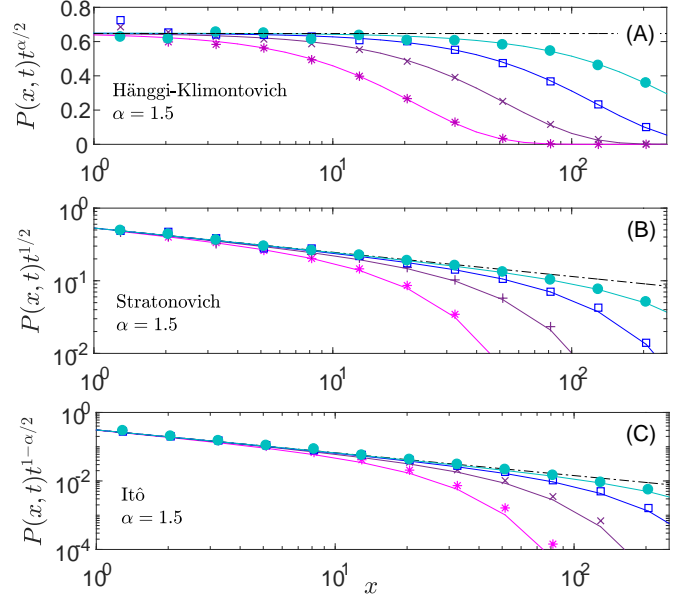 0.8
0.6
0.4
0.2
0
P(x,t)t^{α/2}
(A)
Hänggi-Klimontovich
α = 1.5
10^0
10^1
10^2
10^0
10^{-1}
10^{-2}
P(x,t)t^{1/2}
(B)
Stratonovich
α = 1.5
10^0
10^1
10^2
10^0
10^{-2}
10^{-4}
P(x,t)t^{1-α/2}
(C)
Itô
α = 1.5
10^0
10^1
10^2
x